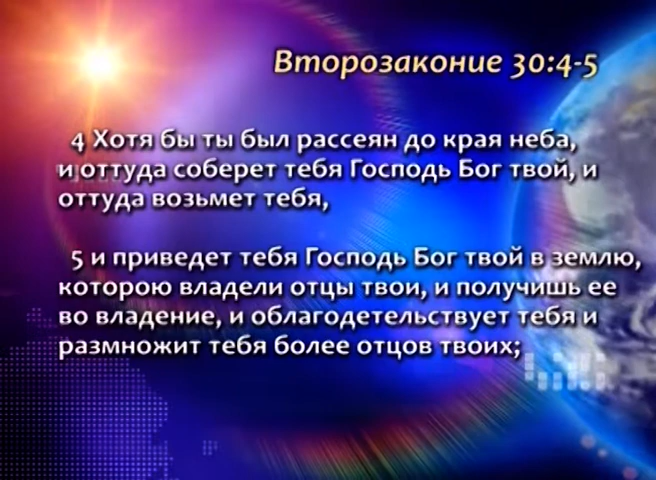 Второзаконие 30:4-5
4 Хотя бы ты был рассеян до края неба,
и оттуда соберет тебя Господь Бог твой, и
оттуда возьмет тебя,
5 и приведет тебя Господь Бог твой в землю,
которою владели отцы твои, и получишь ее
во владение, и облагодетельствует тебя и
размножит тебя более отцов твоих;